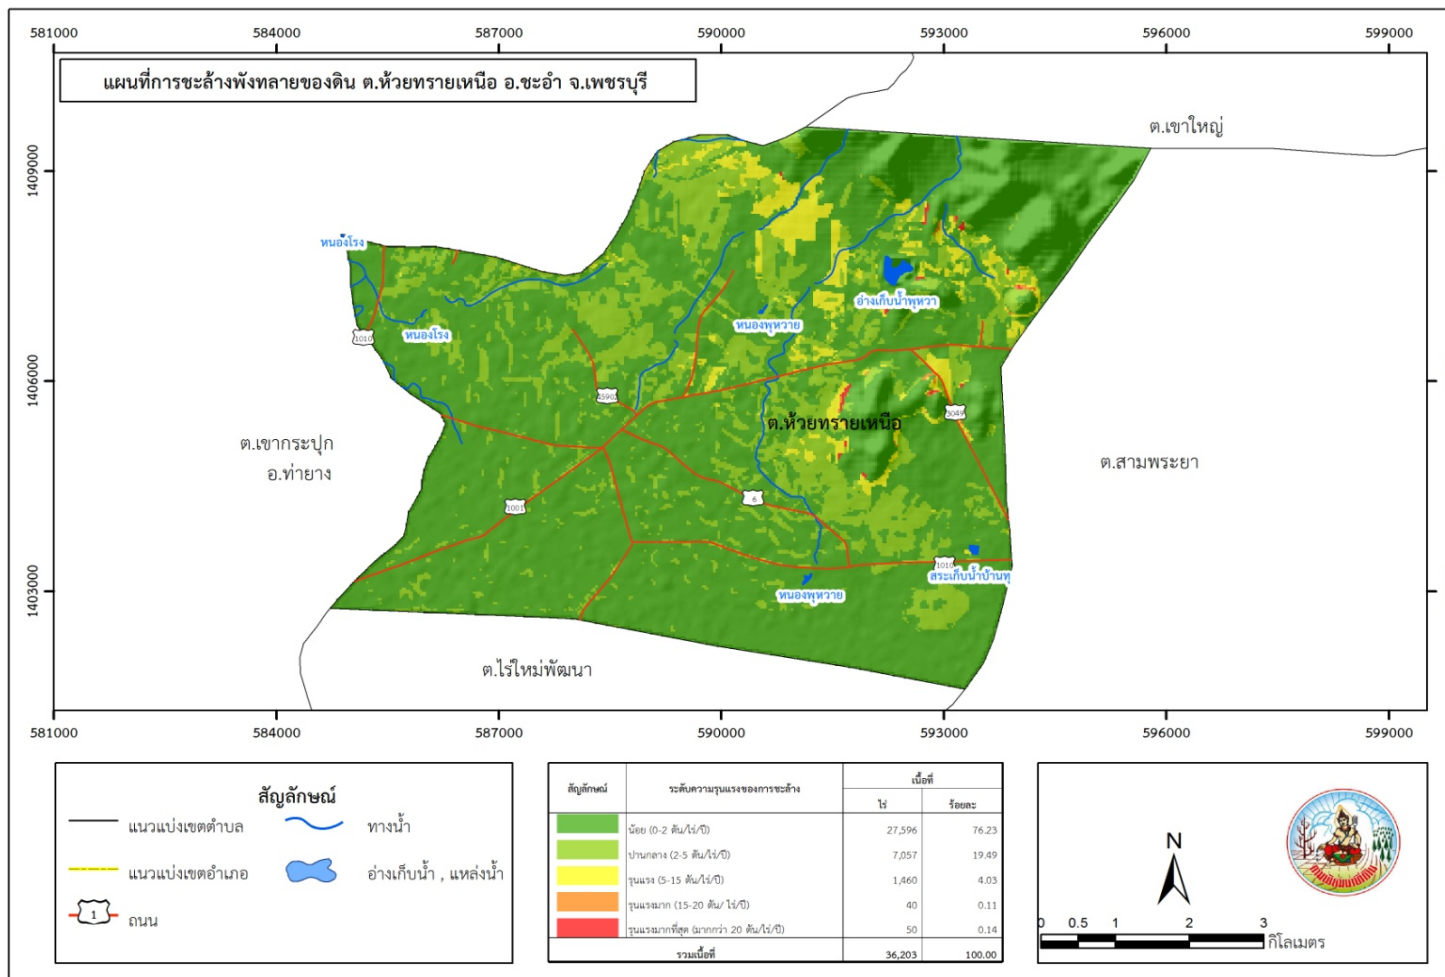 581000 584000 587000 590000 593000 596000 599000
แผนที่การชะล้างพังทลายของดิน ต.ห้วยทรายเหนือ อ.ชะอำ จ.เพชรบุรี
ต.เขาใหญ่
1409000
หนองโรง
อ่างเก็บน้ำพุหวา
หนองพุหวาย
หนองโรง
1010
1406000
4590
3049
ต.ห้วยทรายเหนือ
ต.เขากระปุก
อ.ท่ายาง
ต.สามพระยา
6
1001
1010
สระเก็บน้ำบ้านทุ
1403000
หนองพุหวาย
ต.ไร่ใหม่พัฒนา
581000 584000 587000 590000 593000 596000 599000
สัญลักษณ์
แนวแบ่งเขตตำบล
ทางน้ำ
แนวแบ่งเขตอำเภอ
อ่างเก็บน้ำ , แหล่งน้ำ
1 ถนน
สัญลักษณ์ ระดับความรุนแรงของการชะล้าง เนื้อที่
ไร่ ร้อยละ
น้อย (0-2 ตัน/ไร่/ปี) 27,596 76.23
ปานกลาง (2-5 ตัน/ไร่/ปี) 7,057 19.49
รุนแรง (5-15 ตัน/ไร่/ปี) 1,460 4.03
รุนแรงมาก (15-20 ตัน/ ไร่/ปี) 40 0.11
รุนแรงมากที่สุด (มากกว่า 20 ตัน/ไร่/ปี) 50 0.14
รวมเนื้อที่ 36,203 100.00
N
0 0.5 1 2 3
กิโลเมตร
กรมพัฒนาที่ดิน